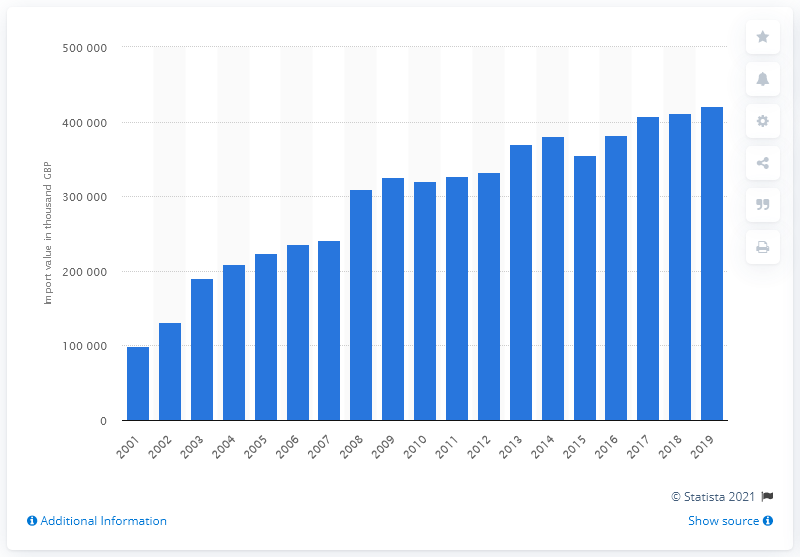 500 000
400 000
300 000
200 000
100 000
0
Import value in thousand GBP
2001 2002 2003 2004 2005 2006 2007 2008 2009 2010 2011 2012 2013 2014 2015 2016 2017 2018 2019
© Statista 2021
Additional Information
Show source